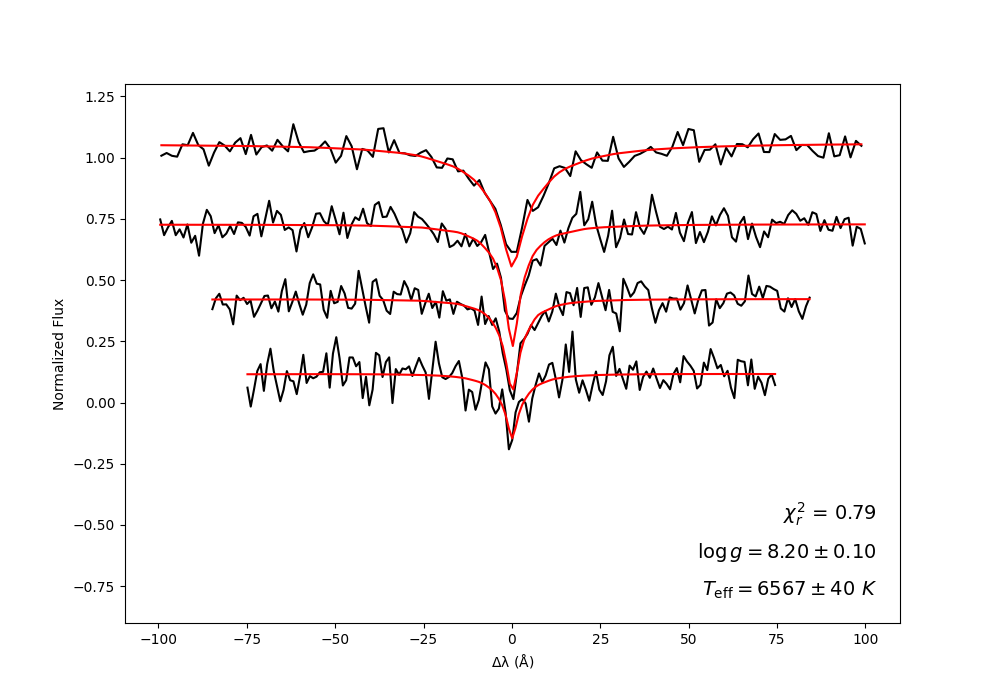 1.25
1.00
0.75
0.50
0.25
0.00
−0.25
−0.50
−0.75
Normalized Flux
χ²ᵣ = 0.79
log g = 8.20 ± 0.10
T_eff = 6567 ± 40 K
−100 −75 −50 −25 0 25 50 75 100
Δλ (Å)